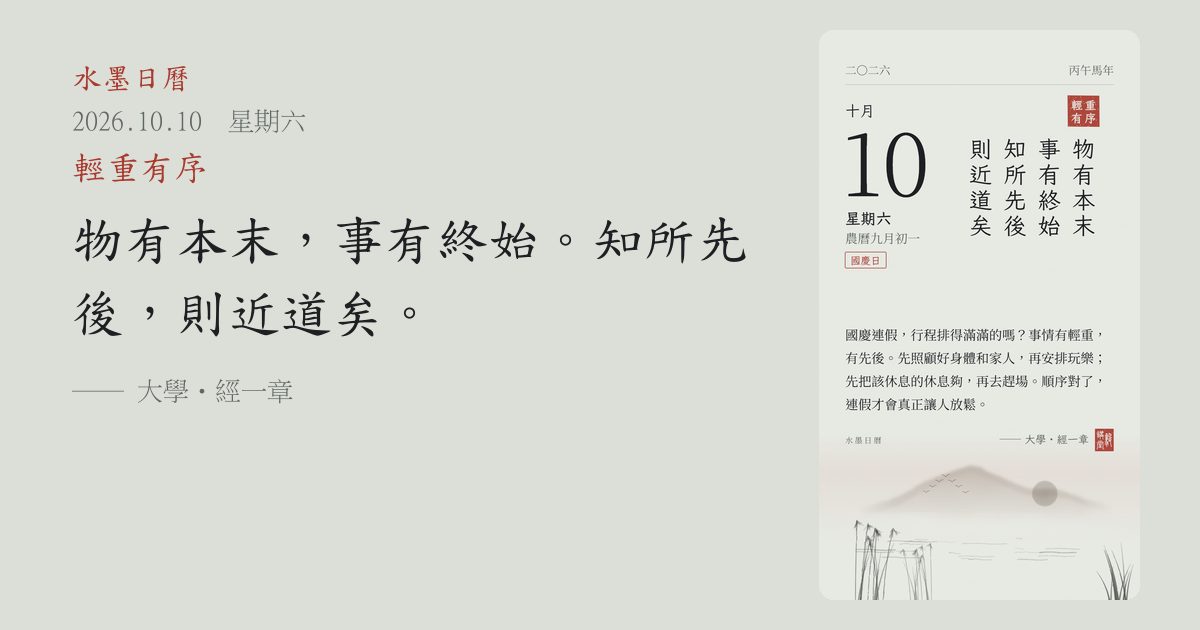 水墨日曆
2026.10.10 星期六
輕重有序
物有本末，事有終始。知所先
後，則近道矣。
—— 大學・經一章
二〇二六
丙午馬年
十月
10
星期六
農曆九月初一
國慶日
輕重
有序
物有本末
事有終始
知所先後
則近道矣
國慶連假，行程排得滿滿的嗎？事情有輕重，
有先後。先照顧好身體和家人，再安排玩樂；
先把該休息的休息夠，再去趕場。順序對了，
連假才會真正讓人放鬆。
水墨日曆
—— 大學・經一章